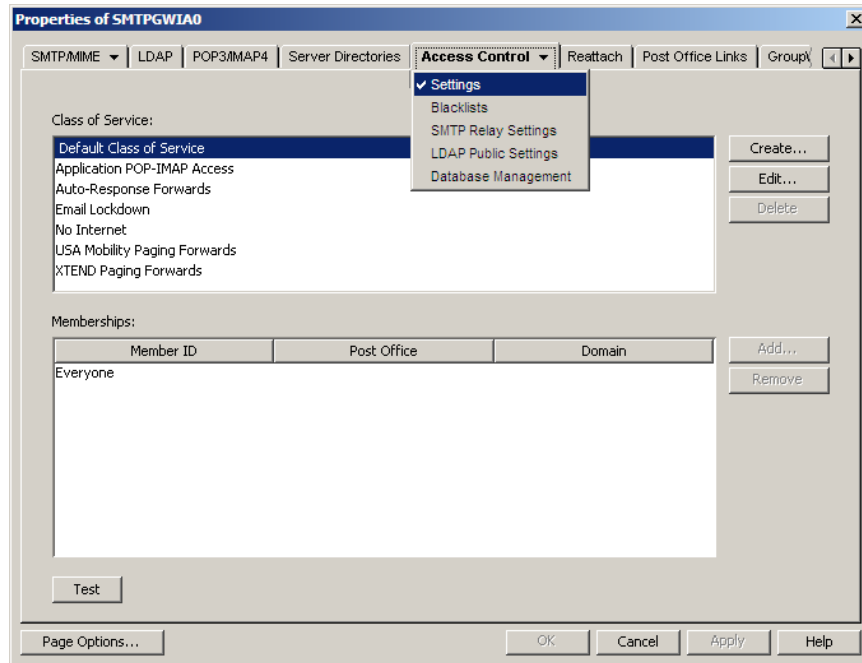 Properties of SMTPGWIA0
SMTP/MIME LDAP POP3/IMAP4 Server Directories Access Control Reattach Post Office Links Group
Settings
Blacklists
SMTP Relay Settings
LDAP Public Settings
Database Management
Class of Service:
Default Class of Service
Application POP-IMAP Access
Auto-Response Forwards
Email Lockdown
No Internet
USA Mobility Paging Forwards
XTEND Paging Forwards
Create...
Edit...
Delete
Memberships:
Member ID Post Office Domain
Everyone
Add...
Remove
Test
Page Options... OK Cancel Apply Help